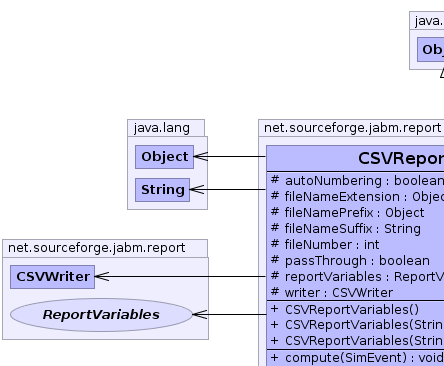 java.
Ob
java.lang
Object
String
net.sourceforge.jabm.report
CSVWriter
ReportVariables
net.sourceforge.jabm.report
CSVRepor
# autoNumbering : boolean
# fileNameExtension : Objec
# fileNamePrefix : Object
# fileNameSuffix : String
# fileNumber : int
# passThrough : boolean
# reportVariables : ReportV
# writer : CSVWriter
+ CSVReportVariables()
+ CSVReportVariables(Strin
+ CSVReportVariables(Strin
+ compute(SimEvent) : void